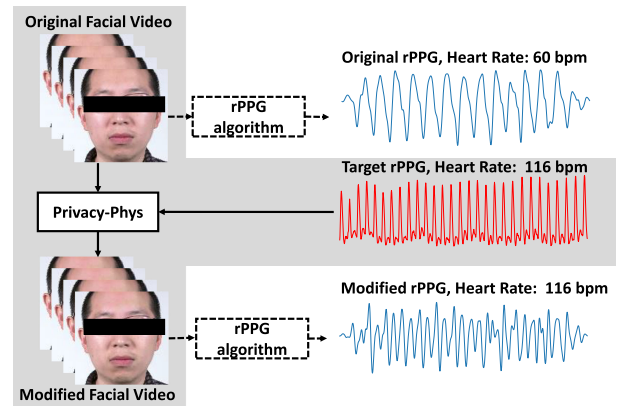 Original Facial Video
Original rPPG, Heart Rate: 60 bpm
rPPG
algorithm
Target rPPG, Heart Rate: 116 bpm
Privacy-Phys
Modified rPPG, Heart Rate: 116 bpm
rPPG
algorithm
Modified Facial Video